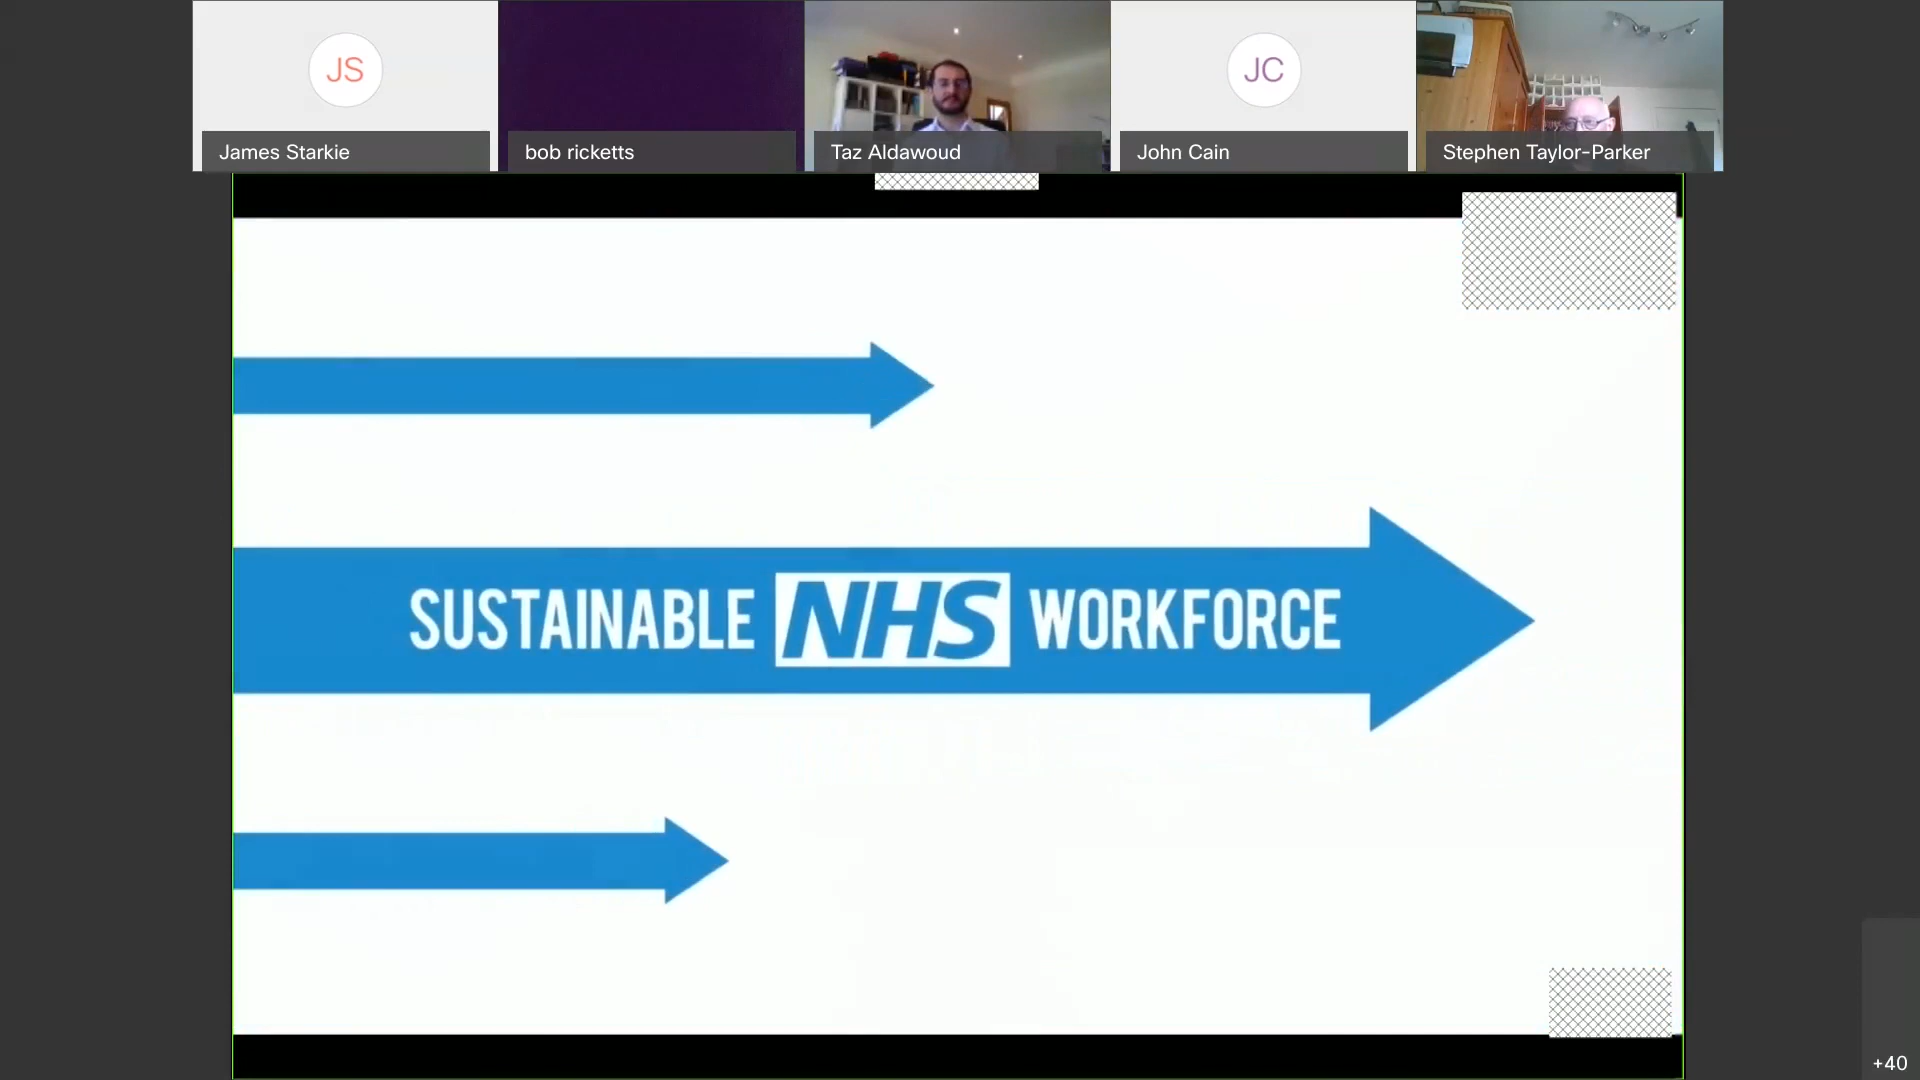 JS
James Starkie
bob ricketts
Taz Aldawoud
JC
John Cain
Stephen Taylor-Parker
SUSTAINABLE NHS WORKFORCE
+40